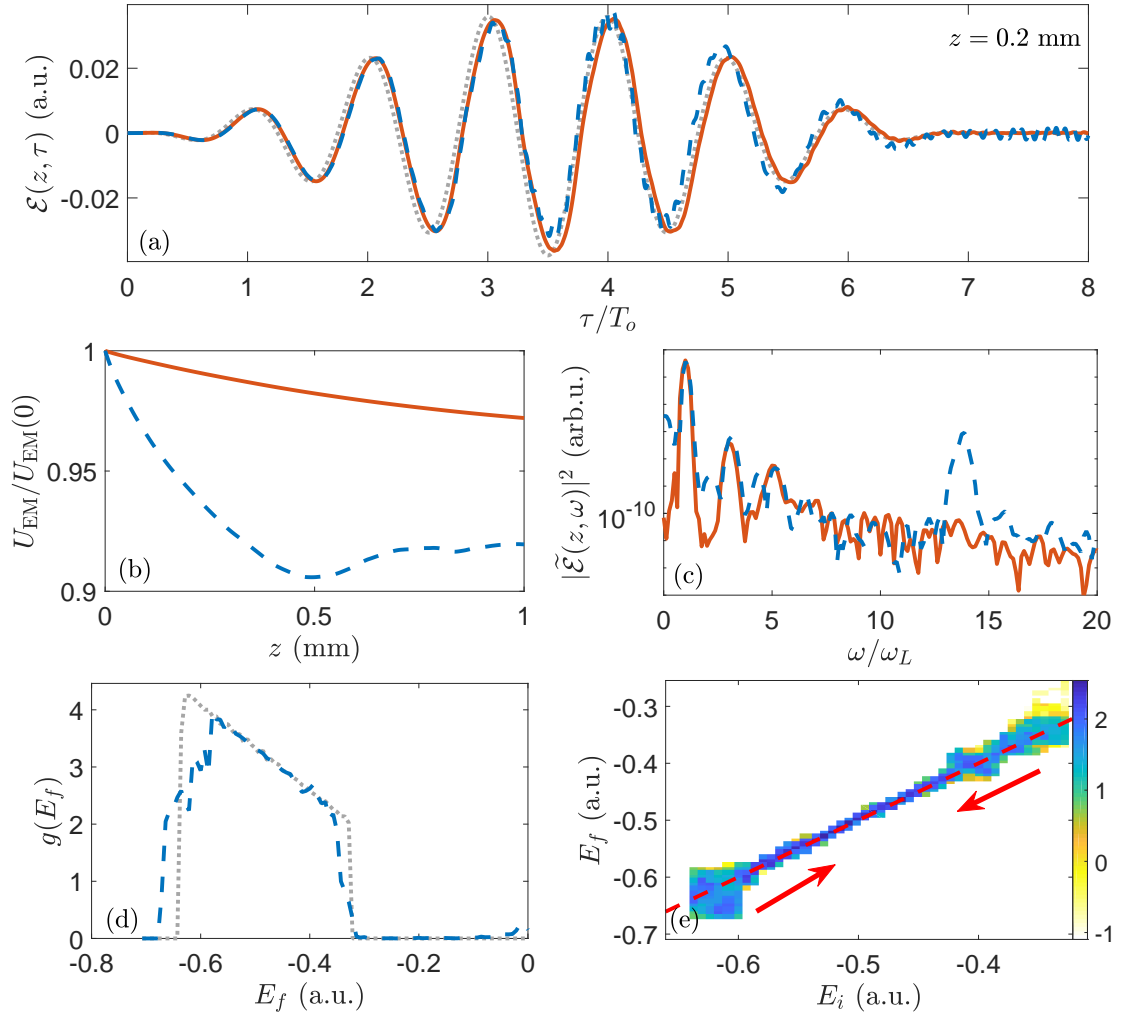 z = 0.2 mm
ℰ(z, τ) (a.u.)
0.02
0
-0.02
(a)
0 1 2 3 4 5 6 7 8
τ/T_o
U_EM/U_EM(0)
1
0.95
0.9
(b)
0 0.5 1
z (mm)
|ℰ̃(z, ω)|² (arb.u.)
10⁻¹⁰
(c)
0 5 10 15 20
ω/ω_L
g(E_f)
4
3
2
1
0
(d)
-0.8 -0.6 -0.4 -0.2 0
E_f (a.u.)
E_f (a.u.)
-0.3
-0.4
-0.5
-0.6
-0.7
(e)
-0.6 -0.5 -0.4
E_i (a.u.)
2
1
0
-1